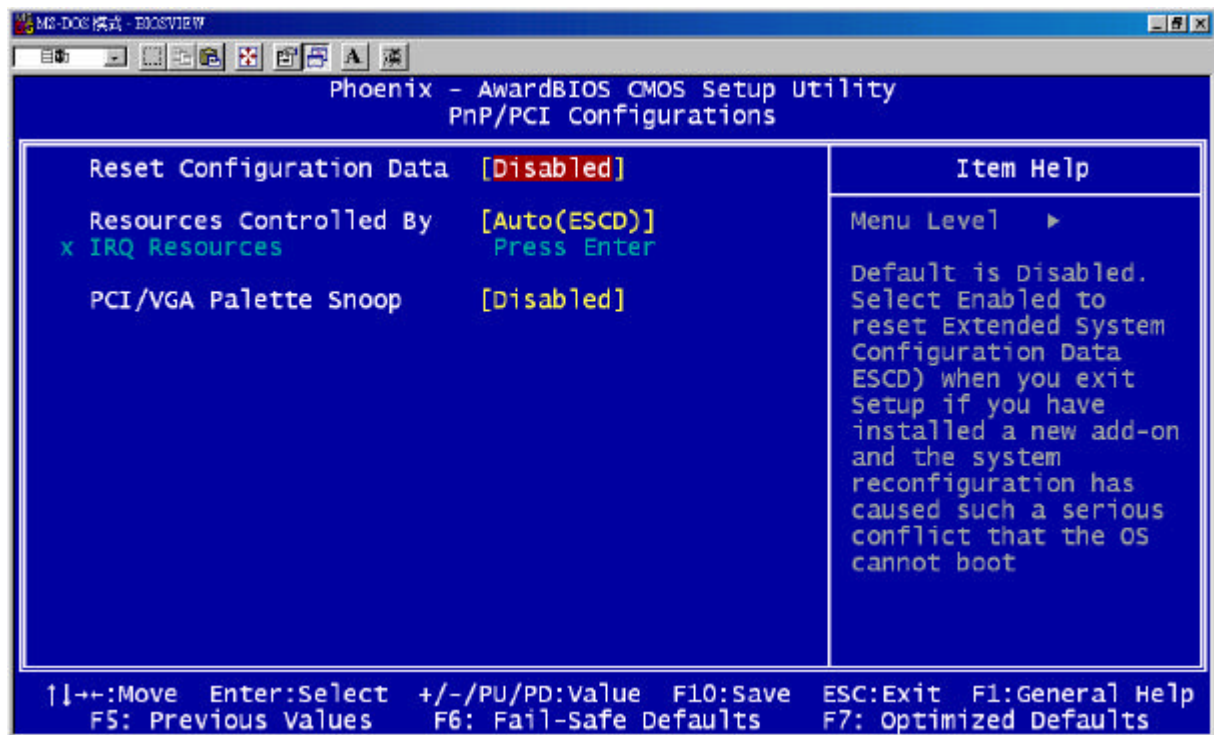 MS-DOS 模式 - BIOSVIEW
自動
A 漢
Phoenix - AwardBIOS CMOS Setup Utility
PnP/PCI Configurations
Reset Configuration Data [Disabled]
Resources Controlled By [Auto(ESCD)]
x IRQ Resources Press Enter
PCI/VGA Palette Snoop [Disabled]
Item Help
Menu Level ►
Default is Disabled.
Select Enabled to
reset Extended System
Configuration Data
ESCD) when you exit
Setup if you have
installed a new add-on
and the system
reconfiguration has
caused such a serious
conflict that the OS
cannot boot
↑↓→←:Move Enter:Select +/-/PU/PD:Value F10:Save ESC:Exit F1:General Help
F5: Previous Values F6: Fail-Safe Defaults F7: Optimized Defaults